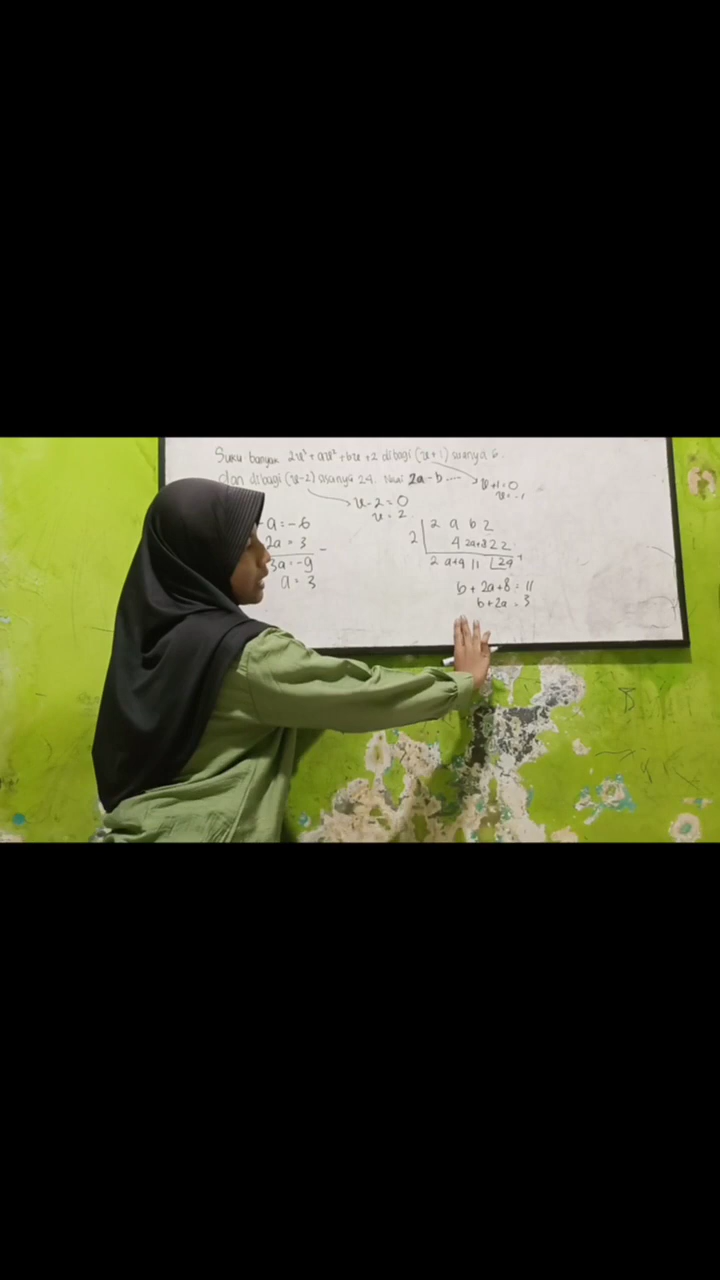 Suku banyak 2x³ + ax² + bx + 2 dibagi (x+1) sisanya 6.
dan dibagi (x-2) sisanya 24. Nilai 2a - b ....
x+1=0
x=-1
x-2=0
x=2
-a=-6
2a = 3
3a=-9 -
a = 3
2 a b 2
2 4 2a+8 22
2 a+4 11 24 +
b + 2a+8 = 11
b+2a = 3